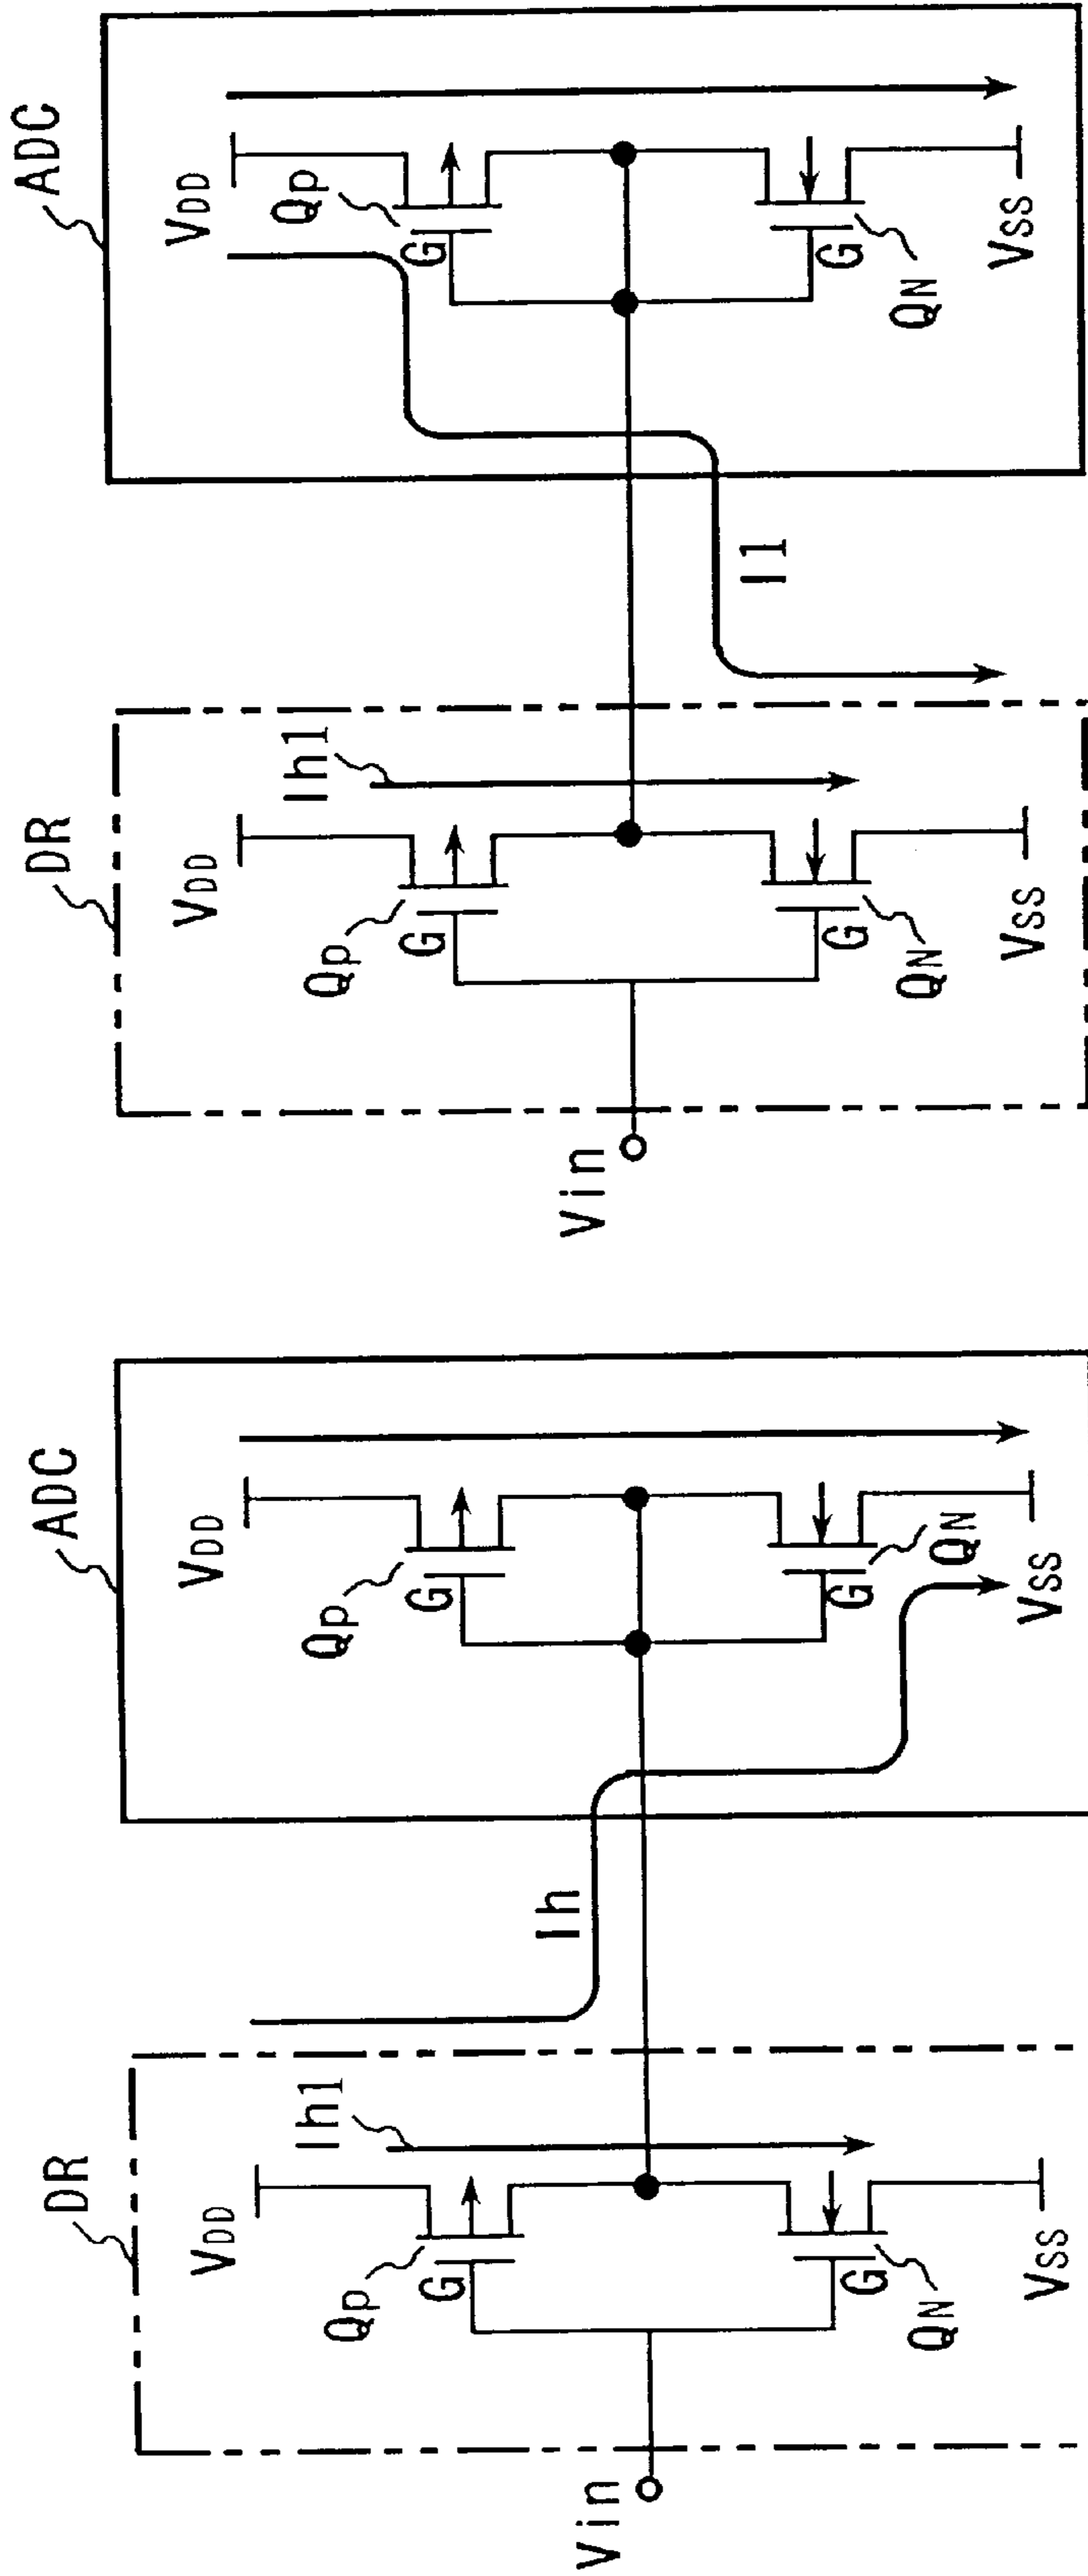 DR
VDD
Qp
G
Ih1
Vin
G
QN
VSS
Ih
ADC
VDD
Qp
G
G
QN
VSS
DR
VDD
Qp
G
Ih1
Vin
G
QN
VSS
I1
ADC
VDD
Qp
G
G
QN
VSS